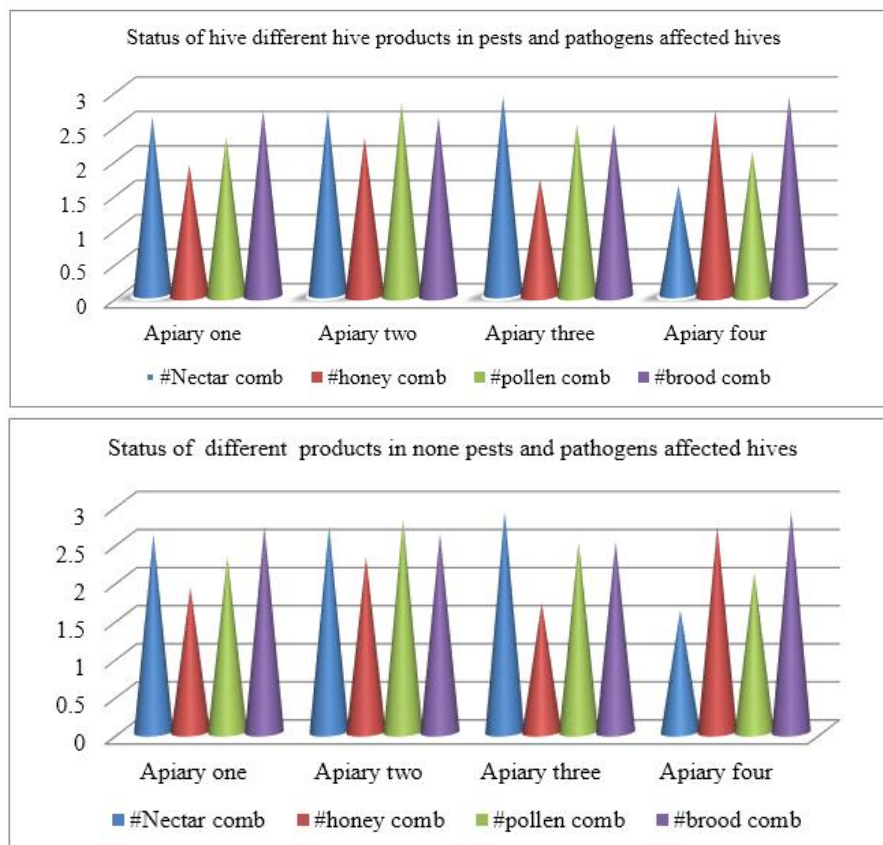 Status of hive different hive products in pests and pathogens affected hives
3
2.5
2
1.5
1
0.5
0
Apiary one Apiary two Apiary three Apiary four
#Nectar comb #honey comb #pollen comb #brood comb
Status of different products in none pests and pathogens affected hives
3
2.5
2
1.5
1
0.5
0
Apiary one Apiary two Apiary three Apiary four
#Nectar comb #honey comb #pollen comb #brood comb